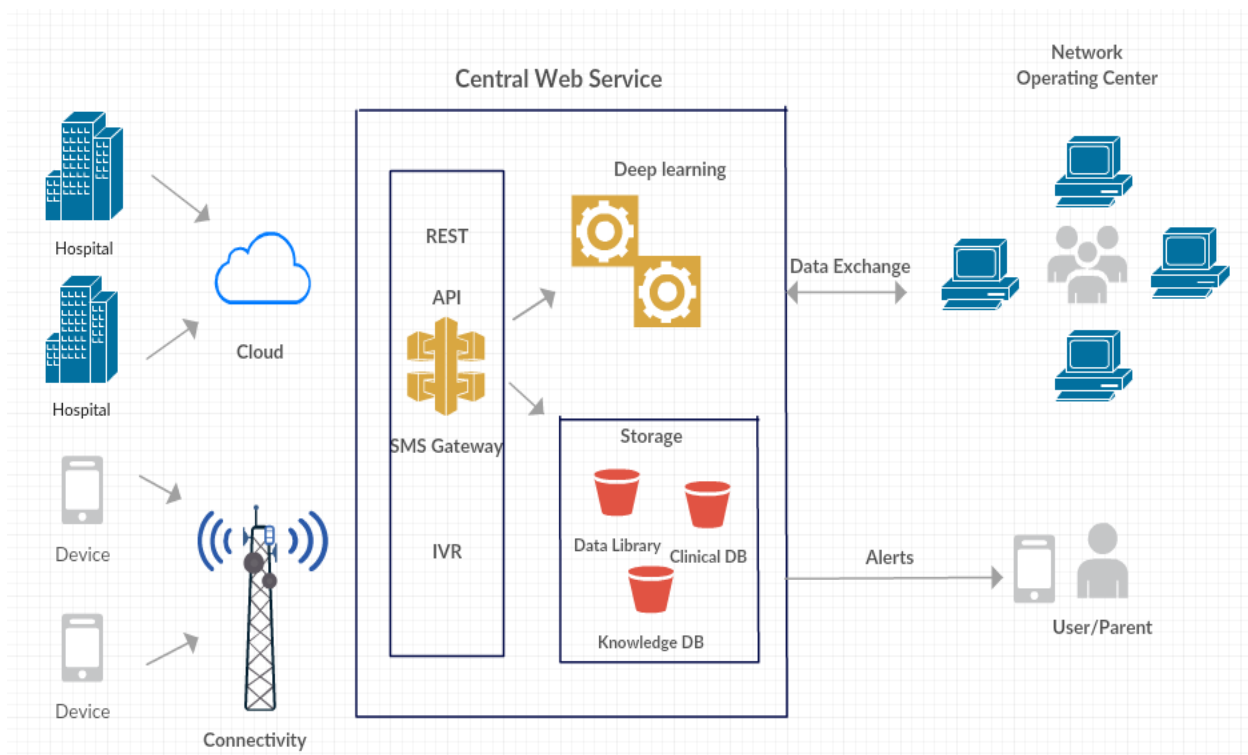 Network
Operating Center
Central Web Service
Hospital
Hospital
Cloud
Device
Device
Connectivity
REST
API
SMS Gateway
IVR
Deep learning
Storage
Data Library
Clinical DB
Knowledge DB
Data Exchange
Alerts
User/Parent